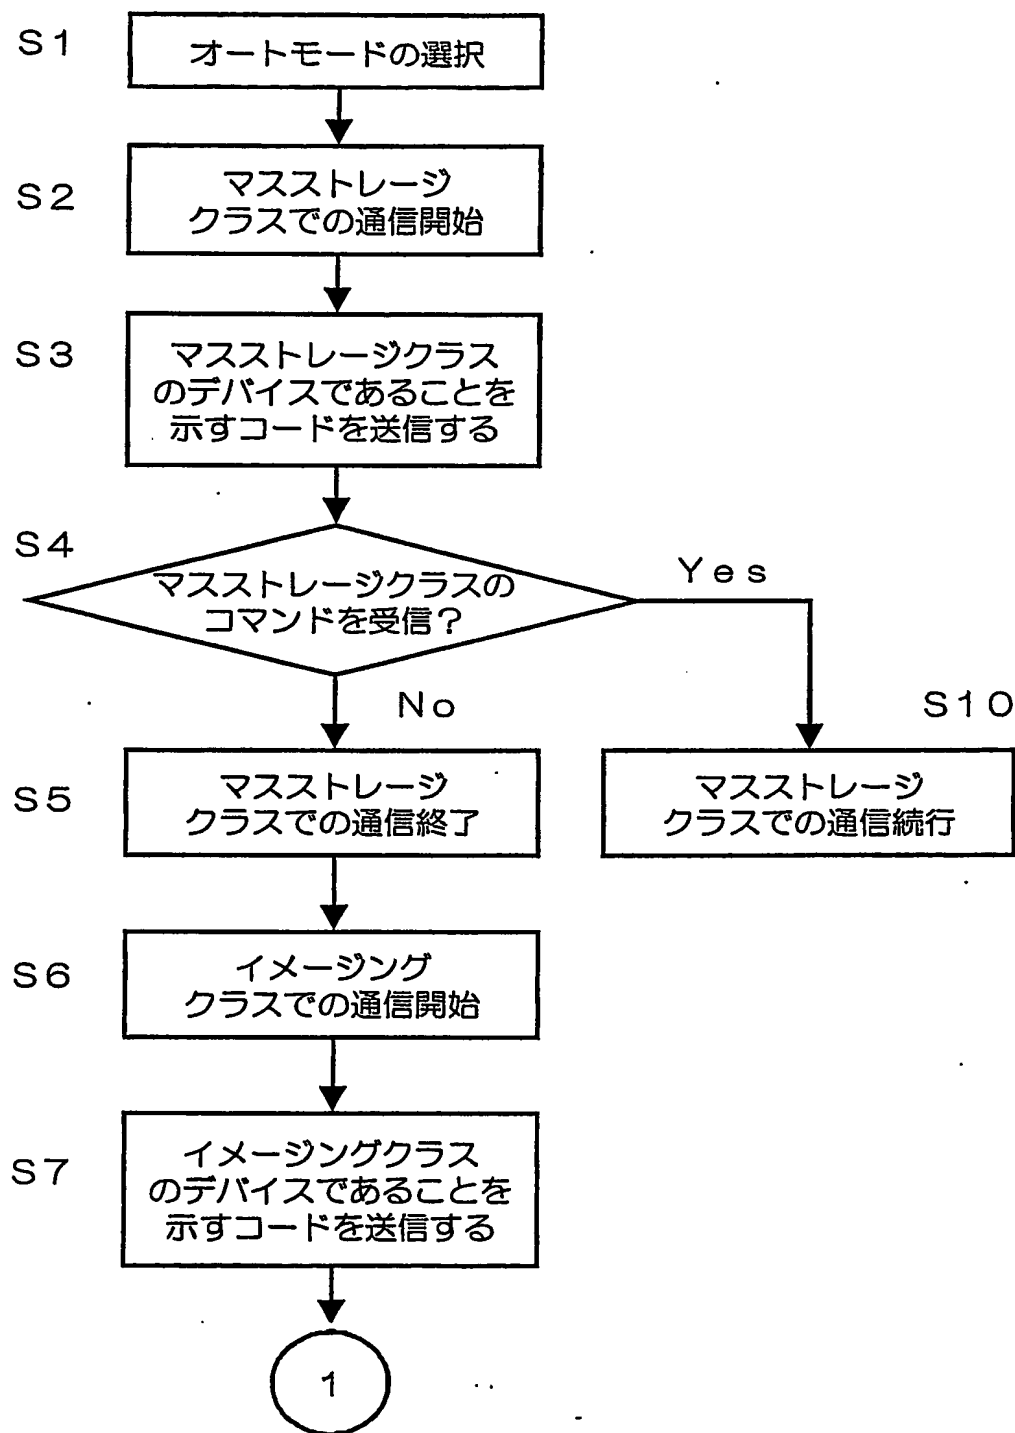 S1
オートモードの選択
S2
マスストレージ
クラスでの通信開始
S3
マスストレージクラス
のデバイスであることを
示すコードを送信する
S4
マスストレージクラスの
コマンドを受信？
Yes
No
S10
S5
マスストレージ
クラスでの通信終了
マスストレージ
クラスでの通信続行
S6
イメージング
クラスでの通信開始
S7
イメージングクラス
のデバイスであることを
示すコードを送信する
1